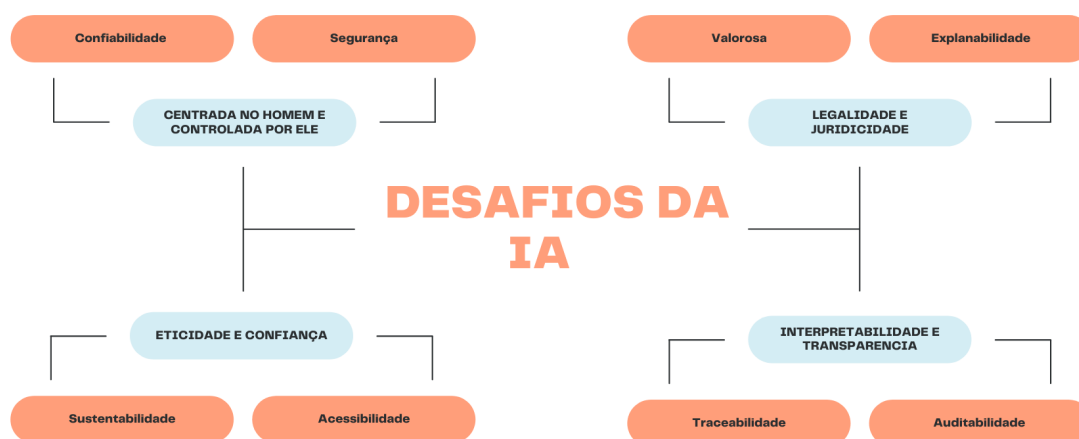 Confiabilidade
Segurança
Valorosa
Explanabilidade
CENTRADA NO HOMEM E
CONTROLADA POR ELE
LEGALIDADE E
JURIDICIDADE
DESAFIOS DA
IA
ETICIDADE E CONFIANÇA
INTERPRETABILIDADE E
TRANSPARENCIA
Sustentabilidade
Acessibilidade
Traceabilidade
Auditabilidade